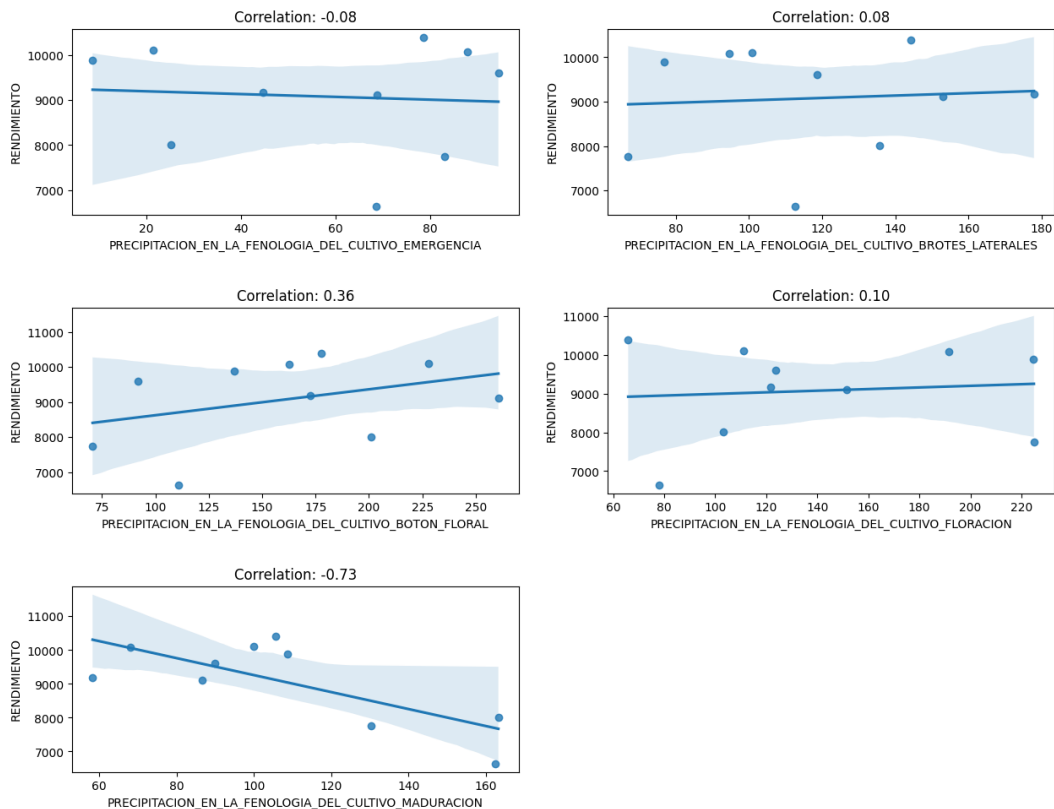 Correlation: -0.08
10000
9000
8000
7000
RENDIMIENTO
20 40 60 80
PRECIPITACION_EN_LA_FENOLOGIA_DEL_CULTIVO_EMERGENCIA
Correlation: 0.08
10000
9000
8000
7000
RENDIMIENTO
80 100 120 140 160 180
PRECIPITACION_EN_LA_FENOLOGIA_DEL_CULTIVO_BROTES_LATERALES
Correlation: 0.36
11000
10000
9000
8000
7000
RENDIMIENTO
75 100 125 150 175 200 225 250
PRECIPITACION_EN_LA_FENOLOGIA_DEL_CULTIVO_BOTON_FLORAL
Correlation: 0.10
11000
10000
9000
8000
7000
RENDIMIENTO
60 80 100 120 140 160 180 200 220
PRECIPITACION_EN_LA_FENOLOGIA_DEL_CULTIVO_FLORACION
Correlation: -0.73
11000
10000
9000
8000
7000
RENDIMIENTO
60 80 100 120 140 160
PRECIPITACION_EN_LA_FENOLOGIA_DEL_CULTIVO_MADURACION